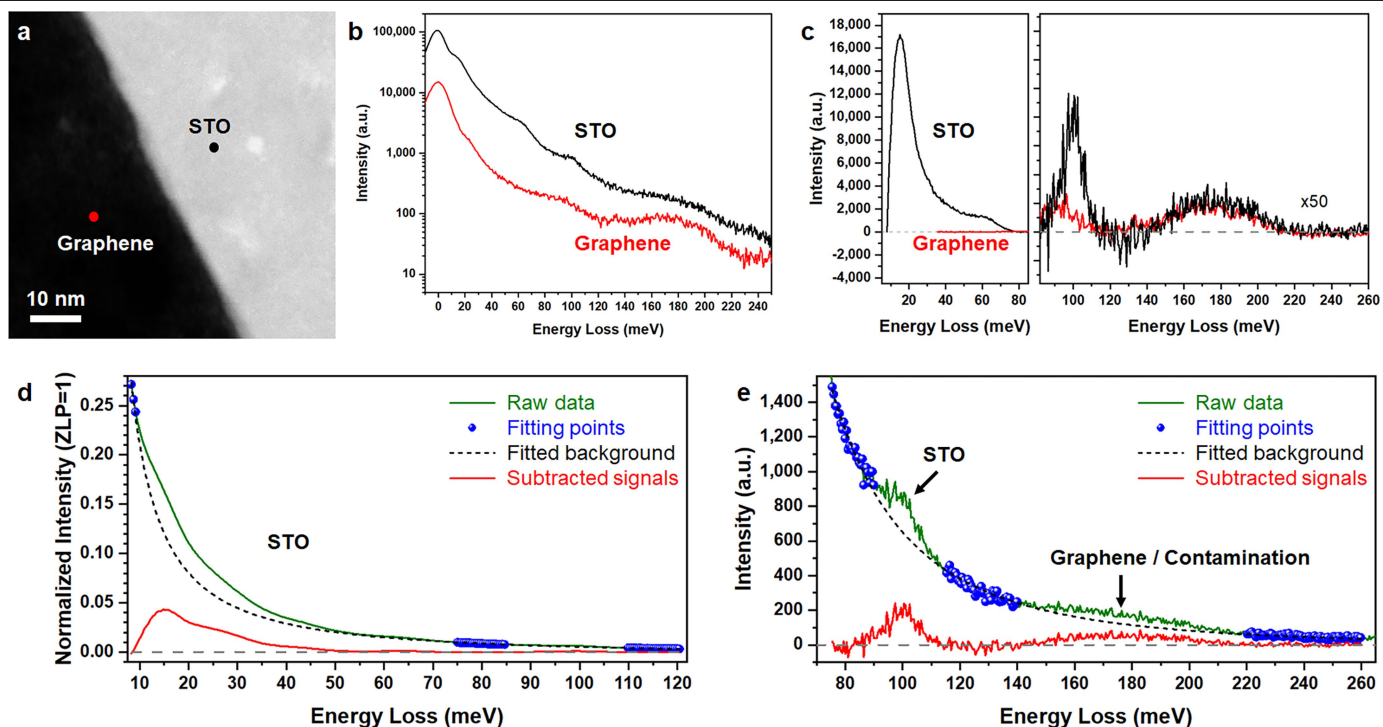 a
STO
Graphene
10 nm
b
Intensity (a.u.)
100,000
10,000
1,000
100
10
STO
Graphene
0 20 40 60 80 100 120 140 160 180 200 220 240
Energy Loss (meV)
c
Intensity (a.u.)
18,000
16,000
14,000
12,000
10,000
8,000
6,000
4,000
2,000
0
-2,000
-4,000
STO
Graphene
x50
20 40 60 80
100 120 140 160 180 200 220 240 260
Energy Loss (meV)
Energy Loss (meV)
d
Normalized Intensity (ZLP=1)
0.25
0.20
0.15
0.10
0.05
0.00
Raw data
Fitting points
Fitted background
Subtracted signals
STO
10 20 30 40 50 60 70 80 90 100 110 120
Energy Loss (meV)
e
Intensity (a.u.)
1,400
1,200
1,000
800
600
400
200
0
Raw data
Fitting points
Fitted background
Subtracted signals
STO
Graphene / Contamination
80 100 120 140 160 180 200 220 240 260
Energy Loss (meV)